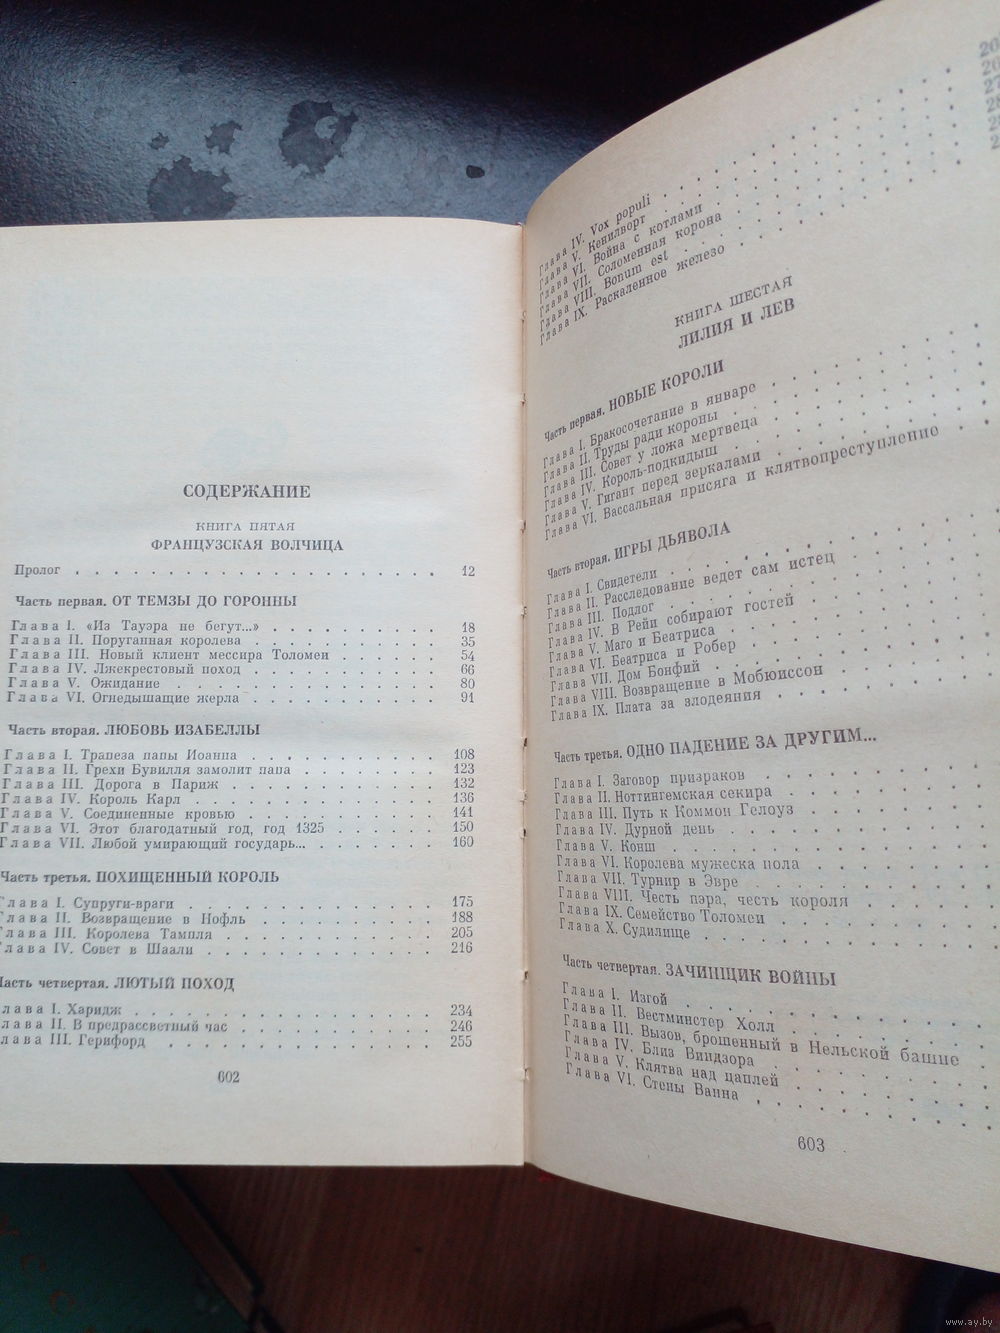 СОДЕРЖАНИЕ
КНИГА ПЯТАЯ
ФРАНЦУЗСКАЯ ВОЛЧИЦА
Пролог . . . . . . . . . . 12
Часть первая. ОТ ТЕМЗЫ ДО ГОРОННЫ
Глава I. «Из Тауэра не бегут...» . . . . . . . . . . 18
Глава II. Поруганная королева . . . . . . . . . . 35
Глава III. Новый клиент мессира Толомеи . . . . . . . 54
Глава IV. Лжекрестовый поход . . . . . . . . . . 66
Глава V. Ожидание . . . . . . . . . . 80
Глава VI. Огнедышащие жерла . . . . . . . . . . 91
Часть вторая. ЛЮБОВЬ ИЗАБЕЛЛЫ
Глава I. Трапеза папы Иоанна . . . . . . . . . . 108
Глава II. Грехи Бувилля замолит папа . . . . . . . . 123
Глава III. Дорога в Париж . . . . . . . . . . 132
Глава IV. Король Карл . . . . . . . . . . 136
Глава V. Соединенные кровью . . . . . . . . . . 141
Глава VI. Этот благодатный год, год 1325 . . . . . . . 150
Глава VII. Любой умирающий государь... . . . . . . . . 160
Часть третья. ПОХИЩЕННЫЙ КОРОЛЬ
Глава I. Супруги-враги . . . . . . . . . . 175
Глава II. Возвращение в Нофль . . . . . . . . . . 188
Глава III. Королева Тампля . . . . . . . . . . 205
Глава IV. Совет в Шаали . . . . . . . . . . 216
Часть четвертая. ЛЮТЫЙ ПОХОД
лава I. Харидж . . . . . . . . . . 234
лава II. В предрассветный час . . . . . . . . . . 246
лава III. Герифорд . . . . . . . . . . 255
602
Глава IV. Vox populi . . . . . . . . . .
Глава V. Кенилворт . . . . . . . . . .
Глава VI. Война с котлами . . . . . . . . . .
Глава VII. Соломенная корона . . . . . . . . . .
Глава VIII. Bonum est . . . . . . . . . .
Глава IX. Раскаленное железо . . . . . . . . . .
КНИГА ШЕСТАЯ
ЛИЛИЯ И ЛЕВ
Часть первая. НОВЫЕ КОРОЛИ
Глава I. Бракосочетание в январе . . . . . . . .
Глава II. Труды ради короны . . . . . . . .
Глава III. Совет у ложа мертвеца . . . . . . . .
Глава IV. Король-подкидыш . . . . . . . .
Глава V. Гигант перед зеркалами . . . . . . . .
Глава VI. Вассальная присяга и клятвопреступление . .
Часть вторая. ИГРЫ ДЬЯВОЛА
Глава I. Свидетели . . . . . . . . . .
Глава II. Расследование ведет сам истец . . . . . .
Глава III. Подлог . . . . . . . . . .
Глава IV. В Рейи собирают гостей . . . . . . . .
Глава V. Маго и Беатриса . . . . . . . . . .
Глава VI. Беатриса и Робер . . . . . . . . . .
Глава VII. Дом Бонфий . . . . . . . . . .
Глава VIII. Возвращение в Мобюиссон . . . . . .
Глава IX. Плата за злодеяния . . . . . . . .
Часть третья. ОДНО ПАДЕНИЕ ЗА ДРУГИМ...
Глава I. Заговор призраков . . . . . . . .
Глава II. Ноттингемская секира . . . . . . . .
Глава III. Путь к Коммон Гелоуз . . . . . . . .
Глава IV. Дурной день . . . . . . . . . .
Глава V. Конш . . . . . . . . . .
Глава VI. Королева мужеска пола . . . . . . . .
Глава VII. Турнир в Эвре . . . . . . . . . .
Глава VIII. Честь пэра, честь короля . . . . . .
Глава IX. Семейство Толомеи . . . . . . . .
Глава X. Судилище . . . . . . . . . .
Часть четвертая. ЗАЧИНЩИК ВОЙНЫ
Глава I. Изгой . . . . . . . . . .
Глава II. Вестминстер Холл . . . . . . . .
Глава III. Вызов, брошенный в Нельской башне . .
Глава IV. Близ Виндзора . . . . . . . .
Глава V. Клятва над цаплей . . . . . . . .
Глава VI. Стены Ванна . . . . . . . .
603
www.ay.by